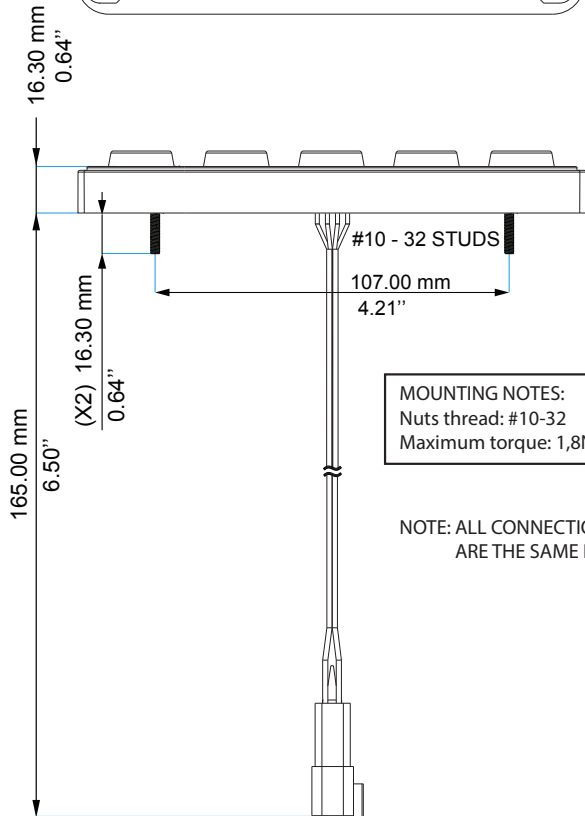 16.30 mm
0.64''
#10 - 32 STUDS
107.00 mm
4.21''
(X2) 16.30 mm
0.64''
165.00 mm
6.50''
MOUNTING NOTES:
Nuts thread: #10-32
Maximum torque:
NOTE: ALL
ARE THE SAME